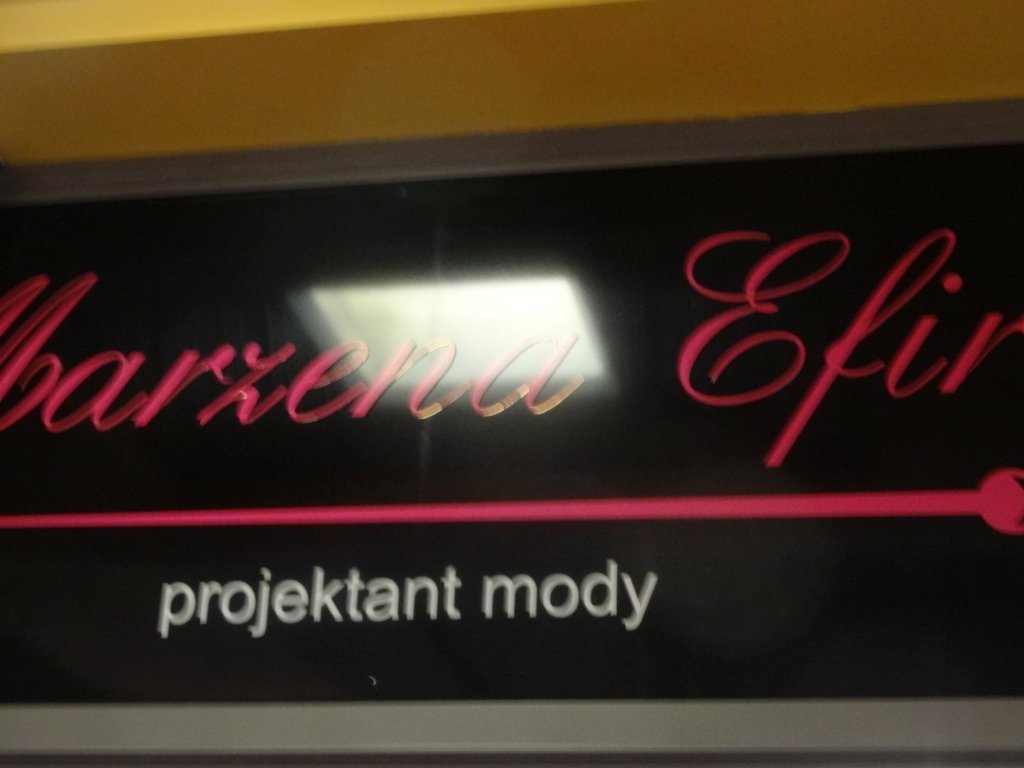 Marzena Efir
projektant mody